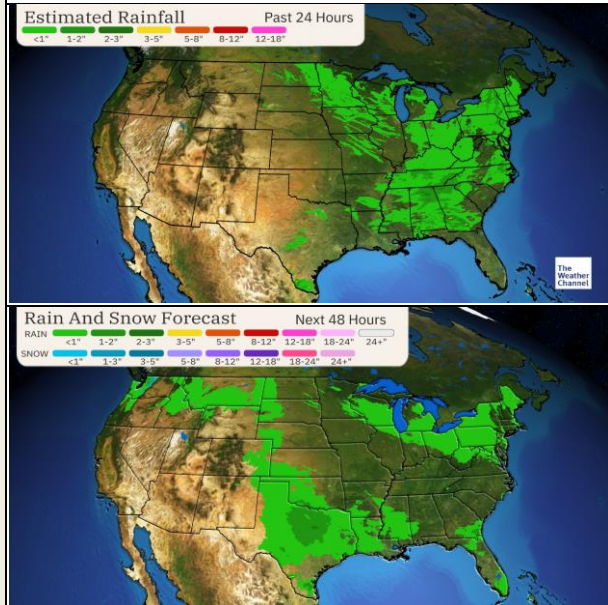 Estimated Rainfall Past 24 Hours
<1" 1-2" 2-3" 3-5" 5-8" 8-12" 12-18"
The
Weather
Channel
Rain And Snow Forecast Next 48 Hours
RAIN
<1" 1-2" 2-3" 3-5" 5-8" 8-12" 12-18" 18-24" 24+"
SNOW
<1" 1-3" 3-5" 5-8" 8-12" 12-18" 18-24" 24+"